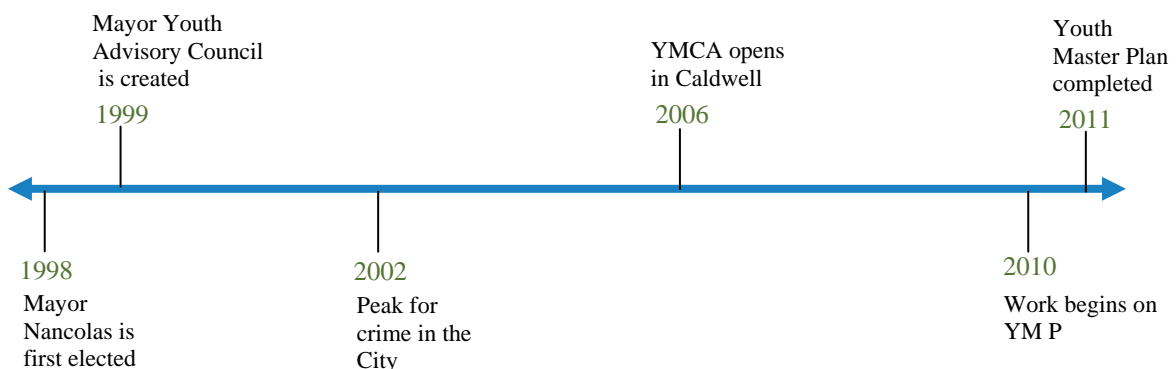 Mayor Youth
Advisory Council
is created
1999
YMCA opens
in Caldwell
2006
Youth
Master Plan
completed
2011
1998
Mayor
Nancolas is
first elected
2002
Peak for
crime in the
City
2010
Work begins on
YM P